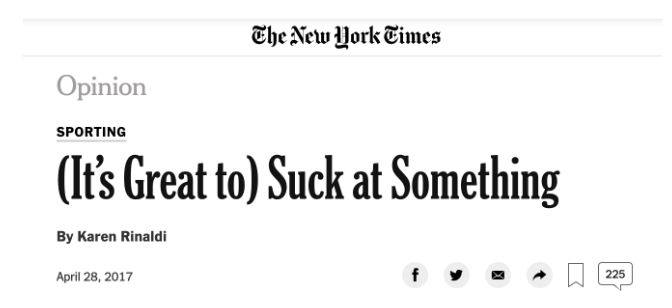 The New York Times
Opinion
SPORTING
(It’s Great to) Suck at Something
By Karen Rinaldi
April 28, 2017
225